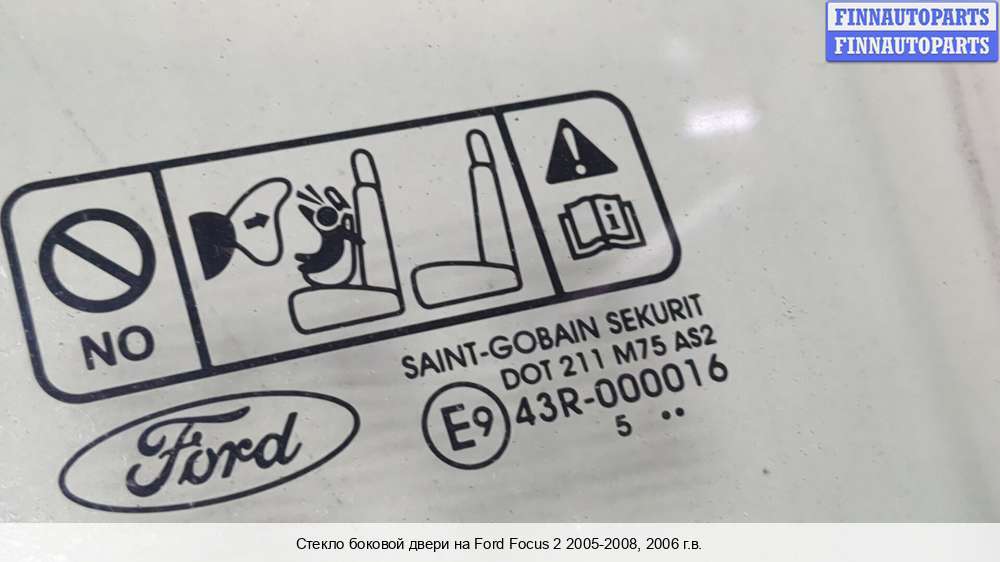 FINNAUTOPARTS
FINNAUTOPARTS
NO
i
Ford
SAINT-GOBAIN SEKURIT
DOT 211 M75 AS2
E9 43R-000016
5 ..
Стекло боковой двери на Ford Focus 2 2005-2008, 2006 г.в.